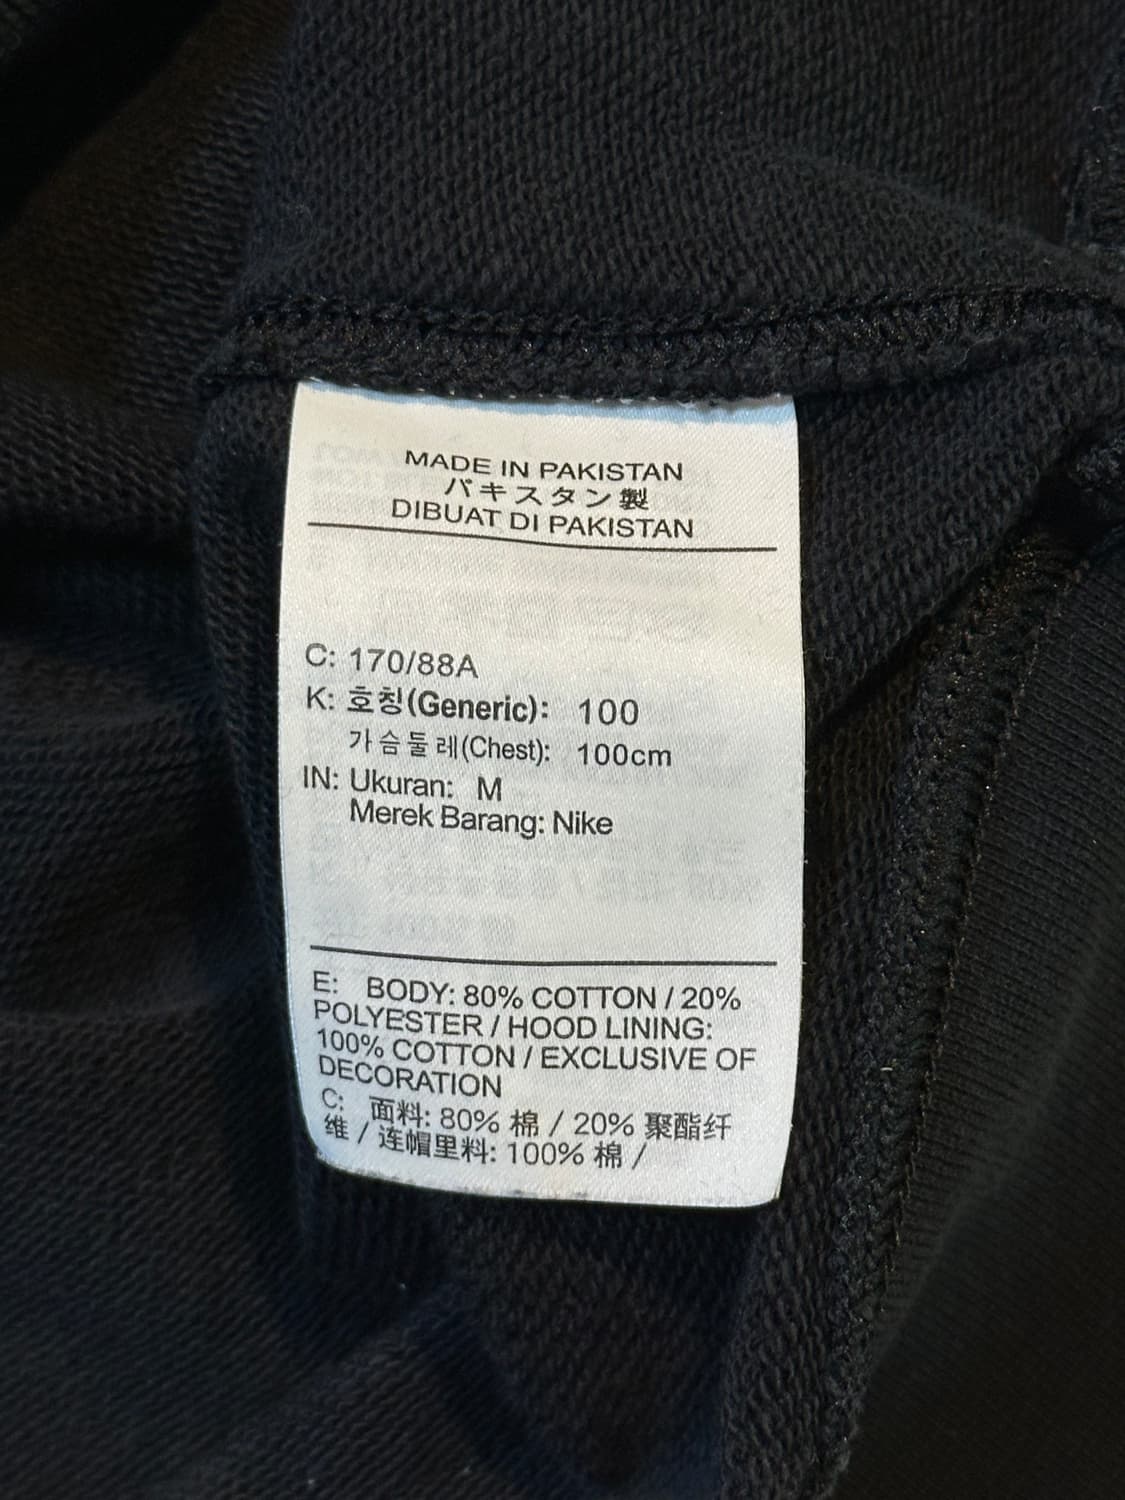 MADE IN PAKISTAN
パキスタン製
DIBUAT DI PAKISTAN
C: 170/88A
K: 호칭(Generic): 100
가슴둘레(Chest): 100cm
IN: Ukuran: M
Merek Barang: Nike
E: BODY: 80% COTTON / 20%
POLYESTER / HOOD LINING:
100% COTTON / EXCLUSIVE OF
DECORATION
C: 面料: 80% 棉 / 20% 聚酯纤
维 / 连帽里料: 100% 棉 /